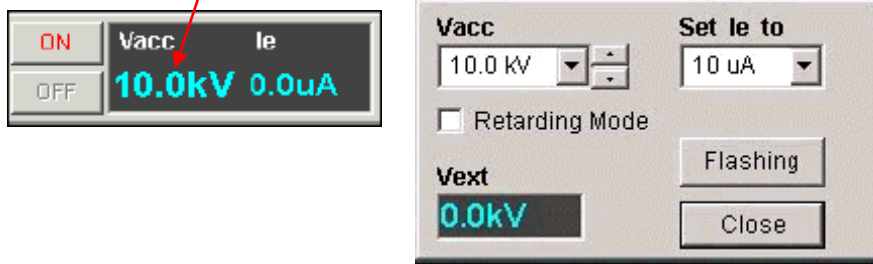 ON
OFF
Vacc Ie
10.0kV 0.0uA
Vacc
10.0 kV
Set Ie to
10 uA
Retarding Mode
Vext
0.0kV
Flashing
Close